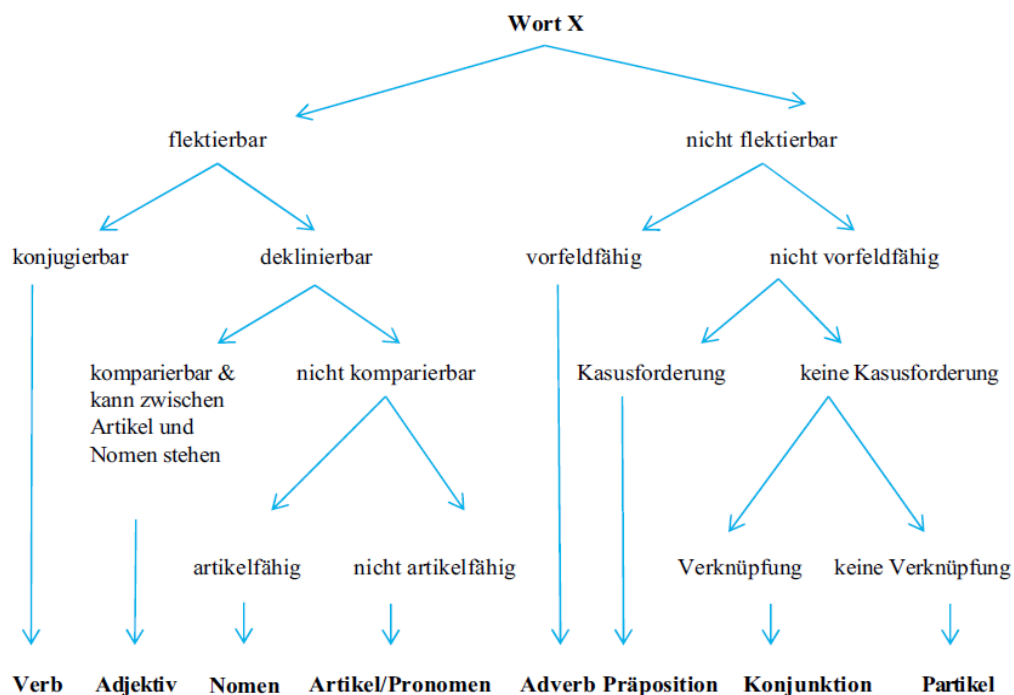 Wort X
flektierbar
nicht flektierbar
konjugierbar
deklinierbar
vorfeldfähig
nicht vorfeldfähig
komparierbar &
kann zwischen
Artikel und
Nomen stehen
nicht komparierbar
Kasusforderung
keine Kasusforderung
artikelfähig
nicht artikelfähig
Verknüpfung
keine Verknüpfung
Verb
Adjektiv
Nomen
Artikel/Pronomen
Adverb
Präposition
Konjunktion
Partikel